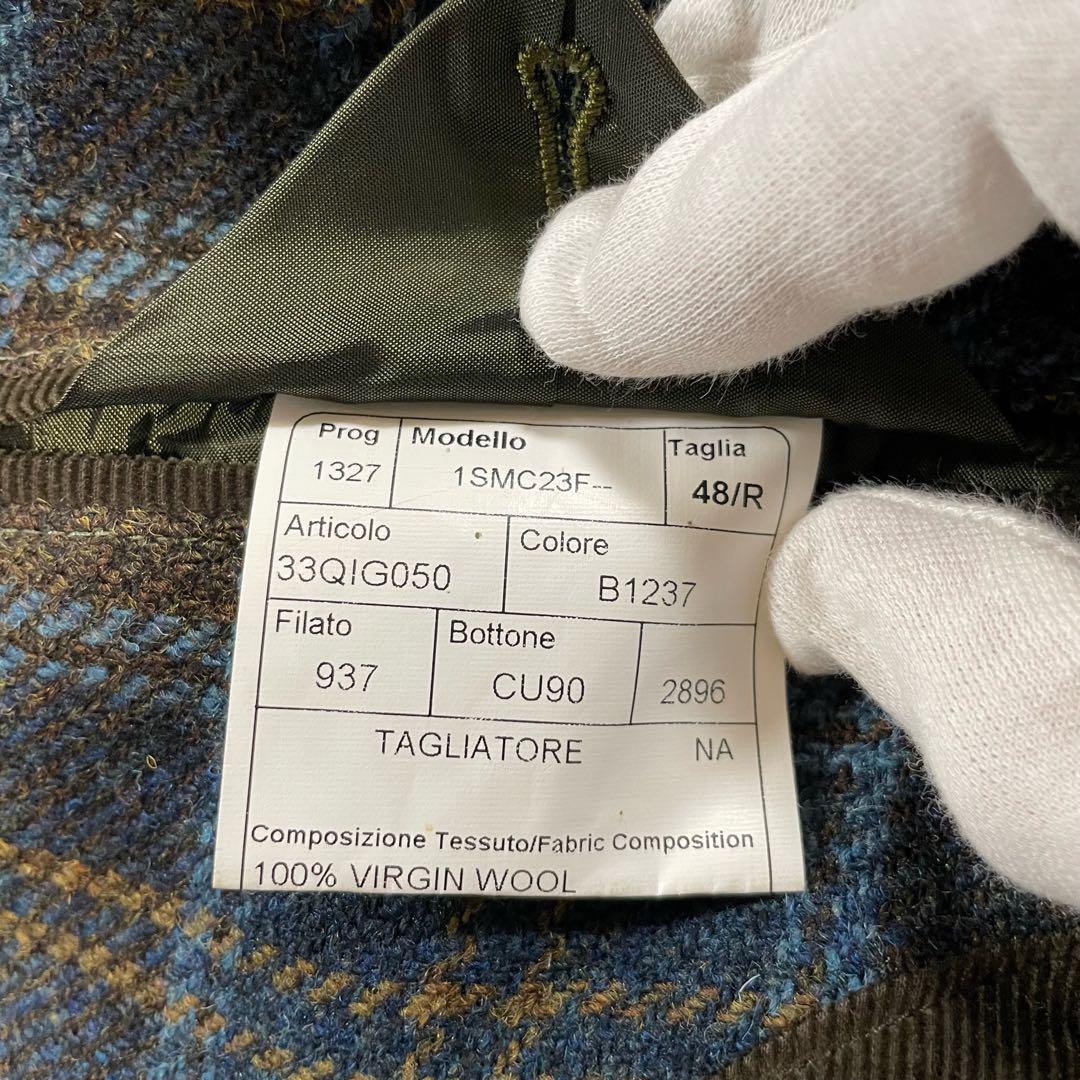 Prog Modello Taglia
1327 1SMC23F-- 48/R
Articolo Colore
33QIG050 B1237
Filato Bottone
937 CU90 2896
TAGLIATORE NA
Composizione Tessuto/Fabric Composition
100% VIRGIN WOOL